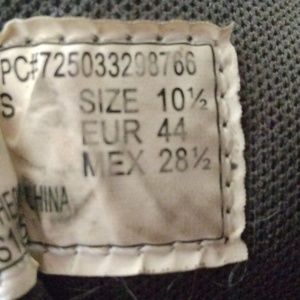 PC#725033298766
S SIZE 10½
EUR 44
MEX 28½
CHINA